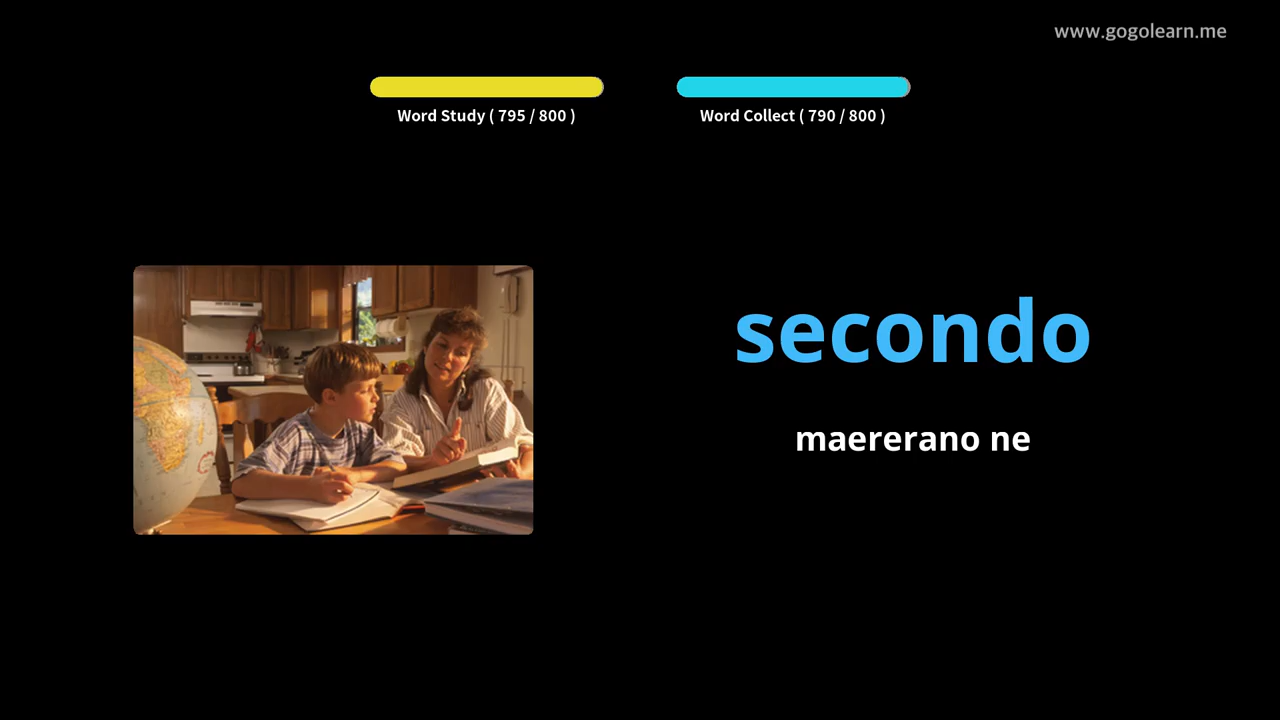 www.gogolearn.me
Word Study ( 795 / 800 )
Word Collect ( 790 / 800 )
secondo
maererano ne